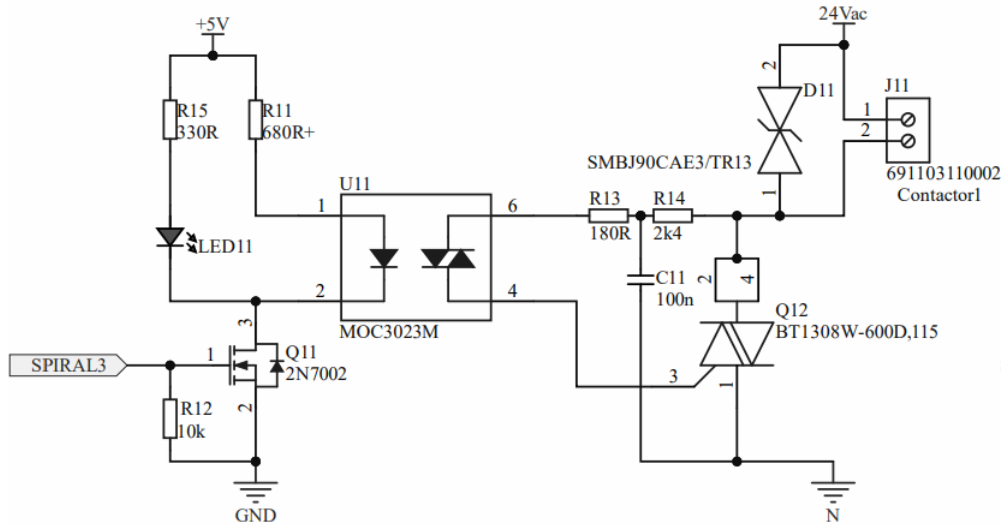 +5V
24Vac
R15
330R
R11
680R+
2
D11
J11
1
2
SMBJ90CAE3/TR13
691103110002
Contactor1
1
U11
1
6
R13
180R
R14
2k4
LED11
2
4
C11
100n
2
4
MOC3023M
Q12
BT1308W-600D,115
3
SPIRAL3
1
Q11
2N7002
3
1
R12
10k
2
GND
N